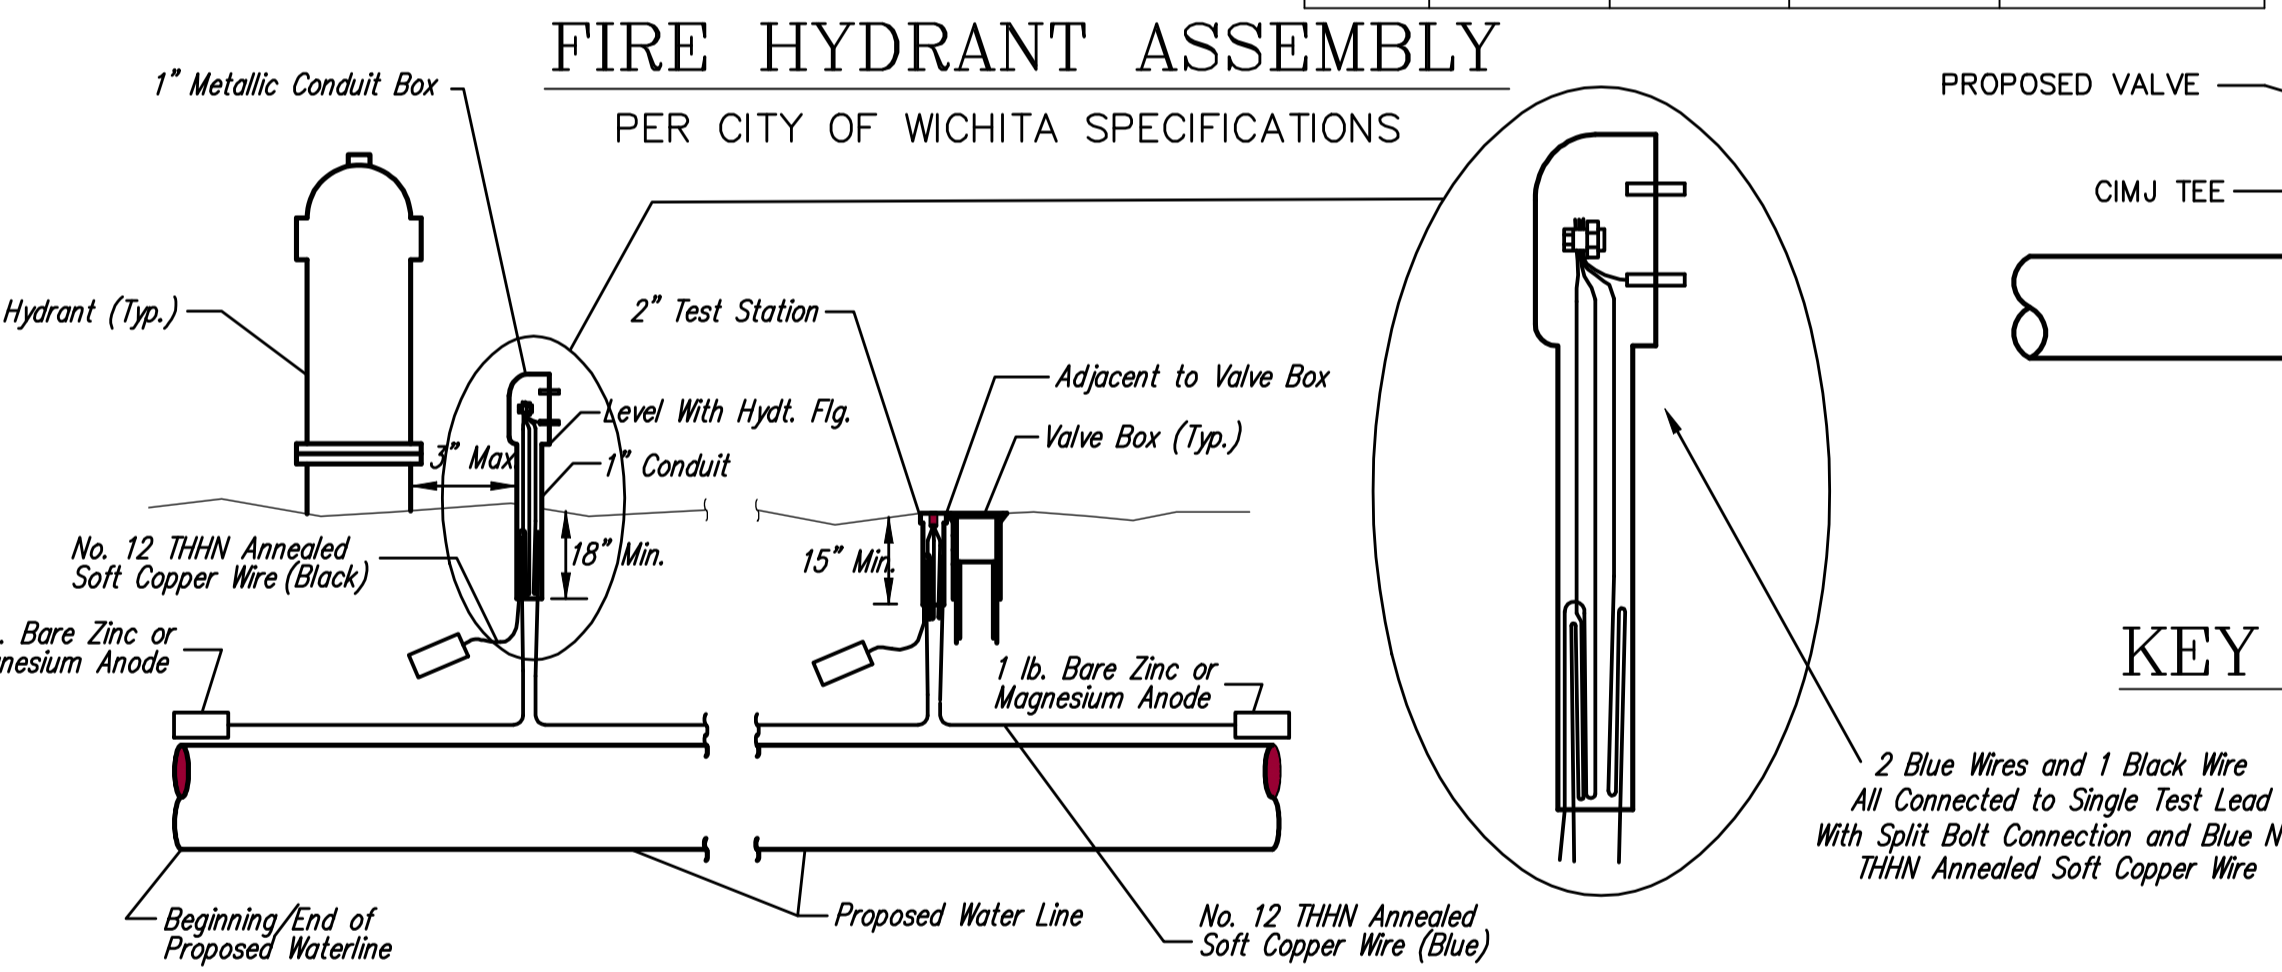 FIRE HYDRANT ASSEMBLY
PER CITY OF WICHITA SPECIFICATIONS
1" Metallic Conduit Box
PROPOSED VALVE
CIMJ TEE
Hydrant (Typ.)
2" Test Station
Adjacent to Valve Box
Level With Hydt. Flg.
Valve Box (Typ.)
3" Max.
1" Conduit
No. 12 THHN Annealed
Soft Copper Wire (Black)
18" Min.
15" Min.
Bare Zinc or
Anode
1 lb. Bare Zinc or
Magnesium Anode
KEY
2 Blue Wires and 1 Black Wire
All Connected to Single Test Lead
With Split Bolt Connection and Blue
THHN Annealed Soft Copper Wire
Beginning/End of
Proposed Waterline
Proposed Water Line
No. 12 THHN Annealed
Soft Copper Wire (Blue)